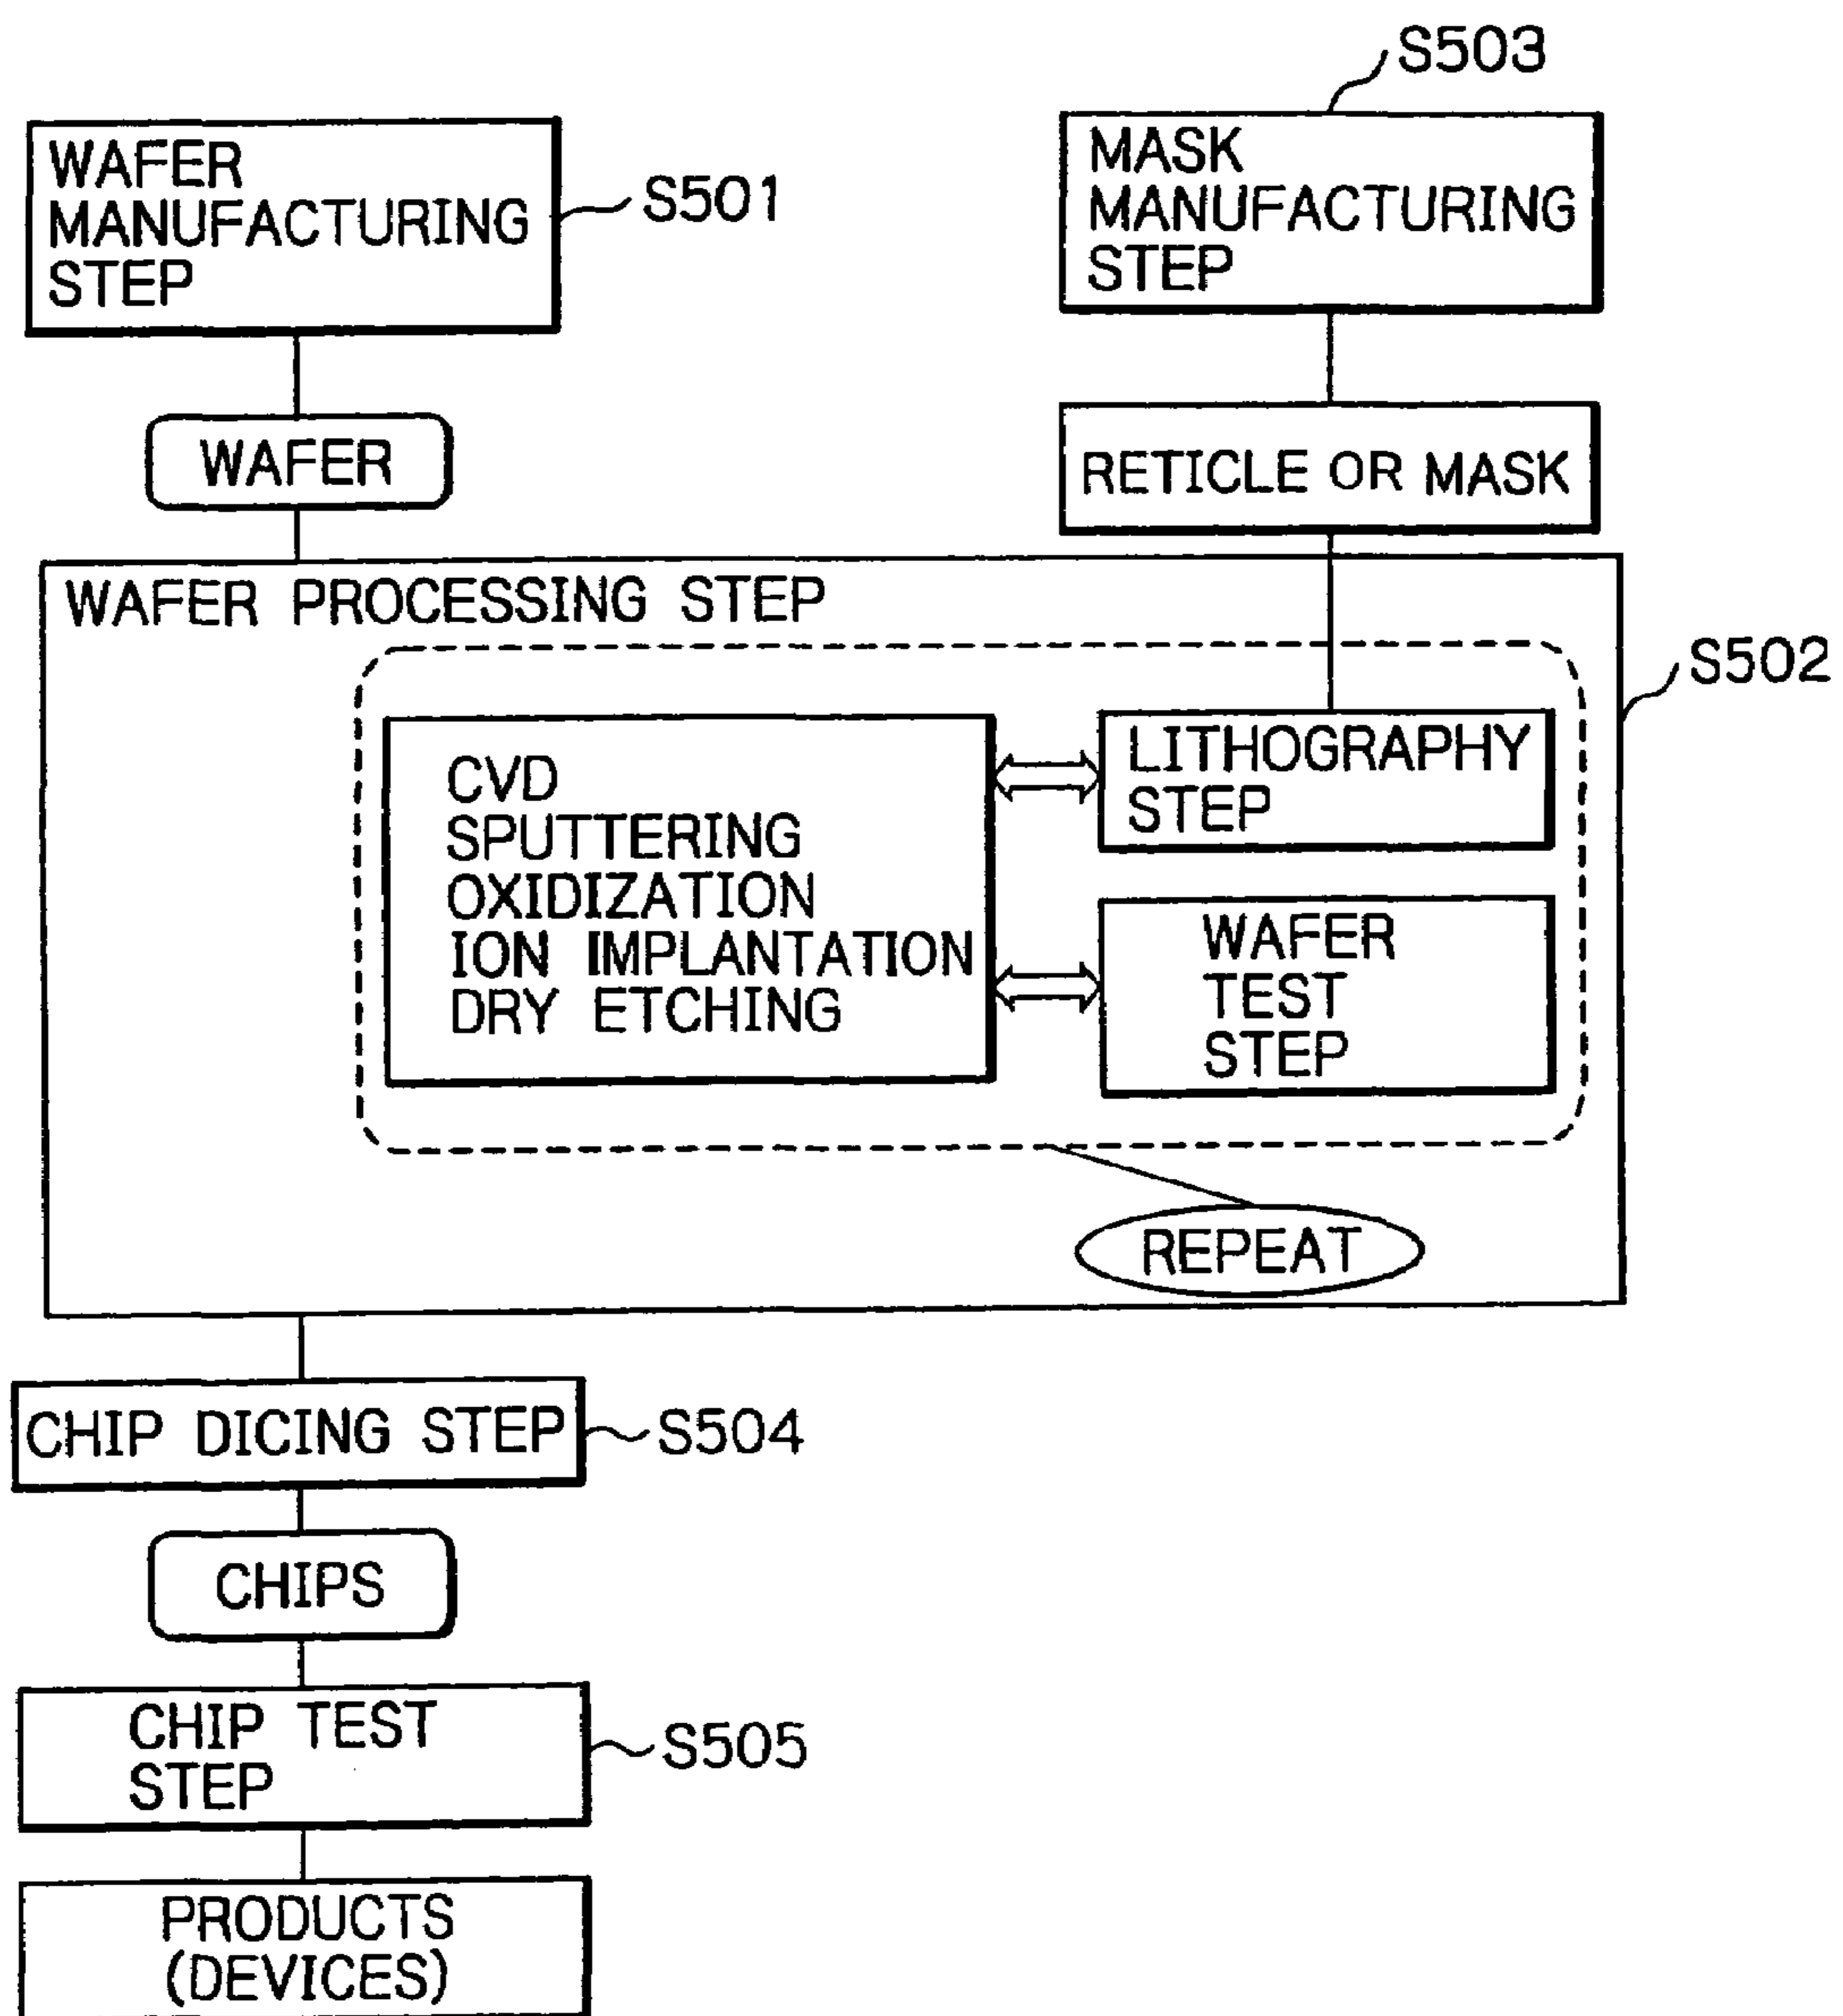 S503
WAFER
MANUFACTURING
STEP
S501
MASK
MANUFACTURING
STEP
WAFER
RETICLE OR MASK
WAFER PROCESSING STEP
S502
CVD
SPUTTERING
OXIDIZATION
ION IMPLANTATION
DRY ETCHING
LITHOGRAPHY
STEP
WAFER
TEST
STEP
REPEAT
CHIP DICING STEP
S504
CHIPS
CHIP TEST
STEP
S505
PRODUCTS
(DEVICES)